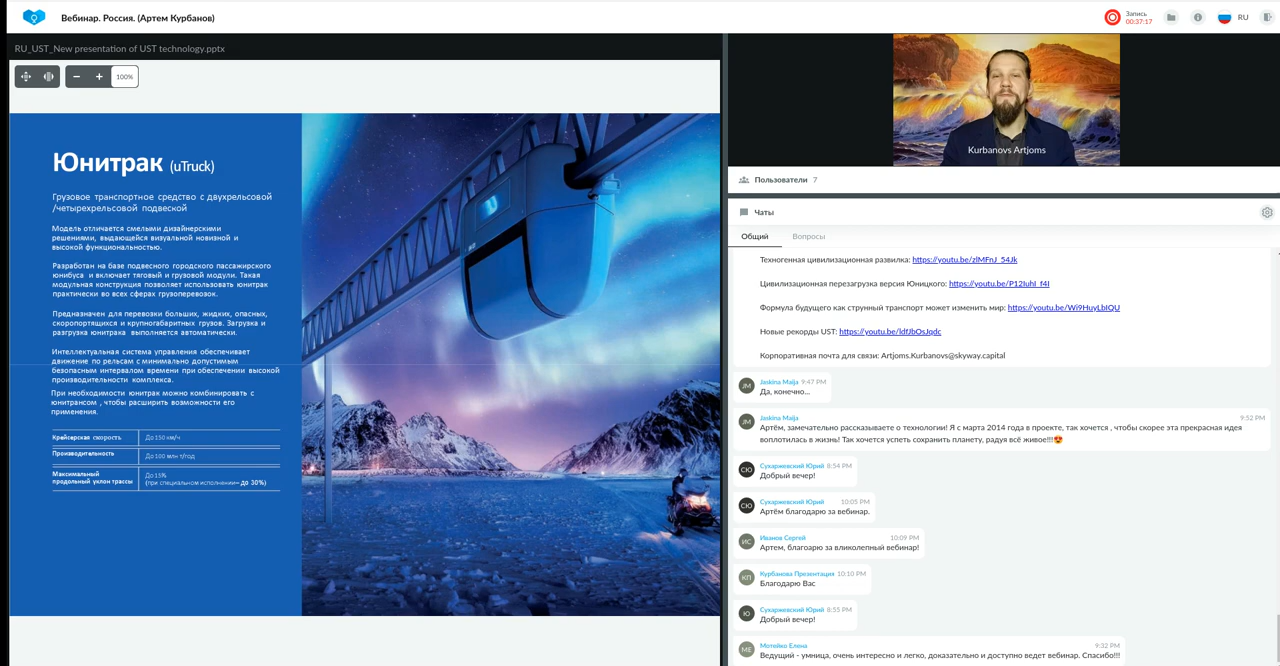 Вебинар. Россия. (Артем Курбанов)
Запись
00:37:17
RU
RU_UST_New presentation of UST technology.pptx
100%
Юнитрак (uTruck)
Грузовое транспортное средство с двухрельсовой
/четырехрельсовой подвеской
Модель отличается смелыми дизайнерскими
решениями, выдающейся визуальной новизной и
высокой функциональностью.
Разработан на базе подвесного городского пассажирского
юнибуса и включает тяговый и грузовой модули. Такая
модульная конструкция позволяет использовать юнитрак
практически во всех сферах грузоперевозок.
Предназначен для перевозки больших, жидких, опасных,
скоропортящихся и крупногабаритных грузов. Загрузка и
разгрузка юнитрака выполняется автоматически.
Интеллектуальная система управления обеспечивает
движение по рельсам с минимально допустимым
безопасным интервалом времени при обеспечении высокой
производительности комплекса.
При необходимости юнитрак можно комбинировать с
юнитрансом , чтобы расширить возможности его
применения.
Крейсерская скорость До 150 км/ч
Производительность До 100 млн т/год
Максимальный
продольный уклон трассы
До 15%
(при специальном исполнении— до 30%)
Kurbanovs Artjoms
Пользователи 7
Чаты
Общий Вопросы
Техногенная цивилизационная развилка: https://youtu.be/zlMFnJ_54Jk
Цивилизационная перезагрузка версия Юницкого: https://youtu.be/P12IuhI_f4I
Формула будущего как струнный транспорт может изменить мир: https://youtu.be/Wi9HuyLbIQU
Новые рекорды UST: https://youtu.be/ldfJbOsJqdc
Корпоративная почта для связи: Artjoms.Kurbanovs@skyway.capital
JM
Jaskina Maija 9:47 PM
Да, конечно...
JM
Jaskina Maija 9:52 PM
Артём, замечательно рассказываете о технологии! Я с марта 2014 года в проекте, так хочется , чтобы скорее эта прекрасная идея
воплотилась в жизнь! Так хочется успеть сохранить планету, радуя всё живое!!!😍
СЮ
Сухаржевский Юрий 8:54 PM
Добрый вечер!
СЮ
Сухаржевский Юрий 10:05 PM
Артём благодарю за вебинар.
ИС
Иванов Сергей 10:09 PM
Артем, благоарю за вликолепный вебинар!
КП
Курбанова Презентация 10:10 PM
Благодарю Вас
Ю
Сухаржевский Юрий 8:55 PM
Добрый вечер!
МЕ
Мотейко Елена 9:32 PM
Ведущий - умница, очень интересно и легко, доказательно и доступно ведет вебинар. Спасибо!!!